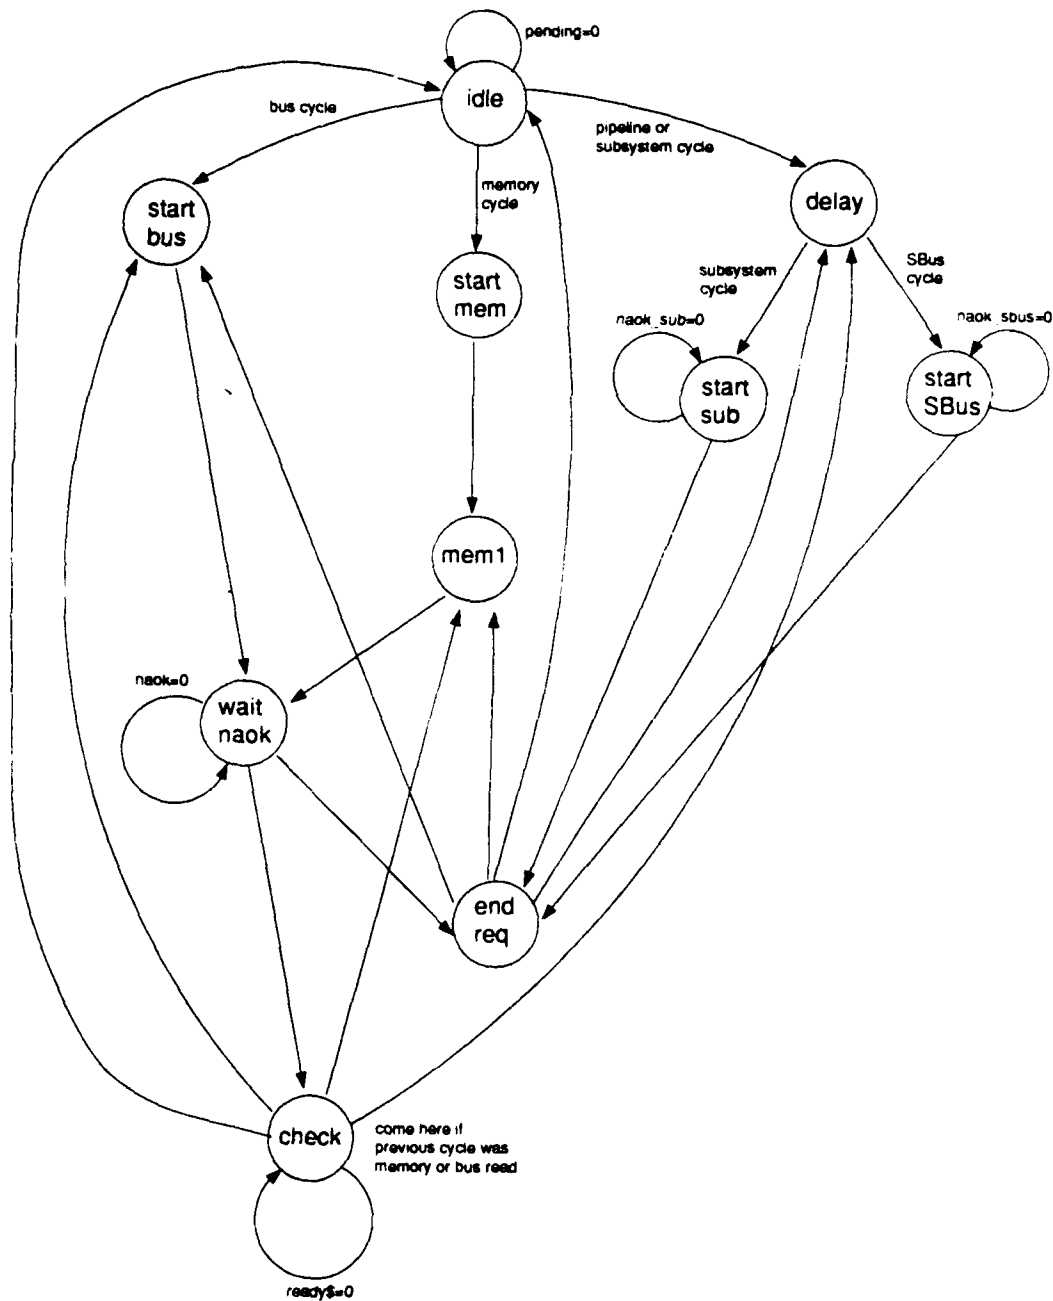 pending=0
idle
bus cycle
pipeline or
subsystem cycle
memory
cycle
start
bus
delay
start
mem
subsystem
cycle
SBus
cycle
naok_sub=0
naok_sbus=0
start
sub
start
SBus
mem1
naok=0
wait
naok
end
req
check
come here if
previous cycle was
memory or bus read
ready$=0